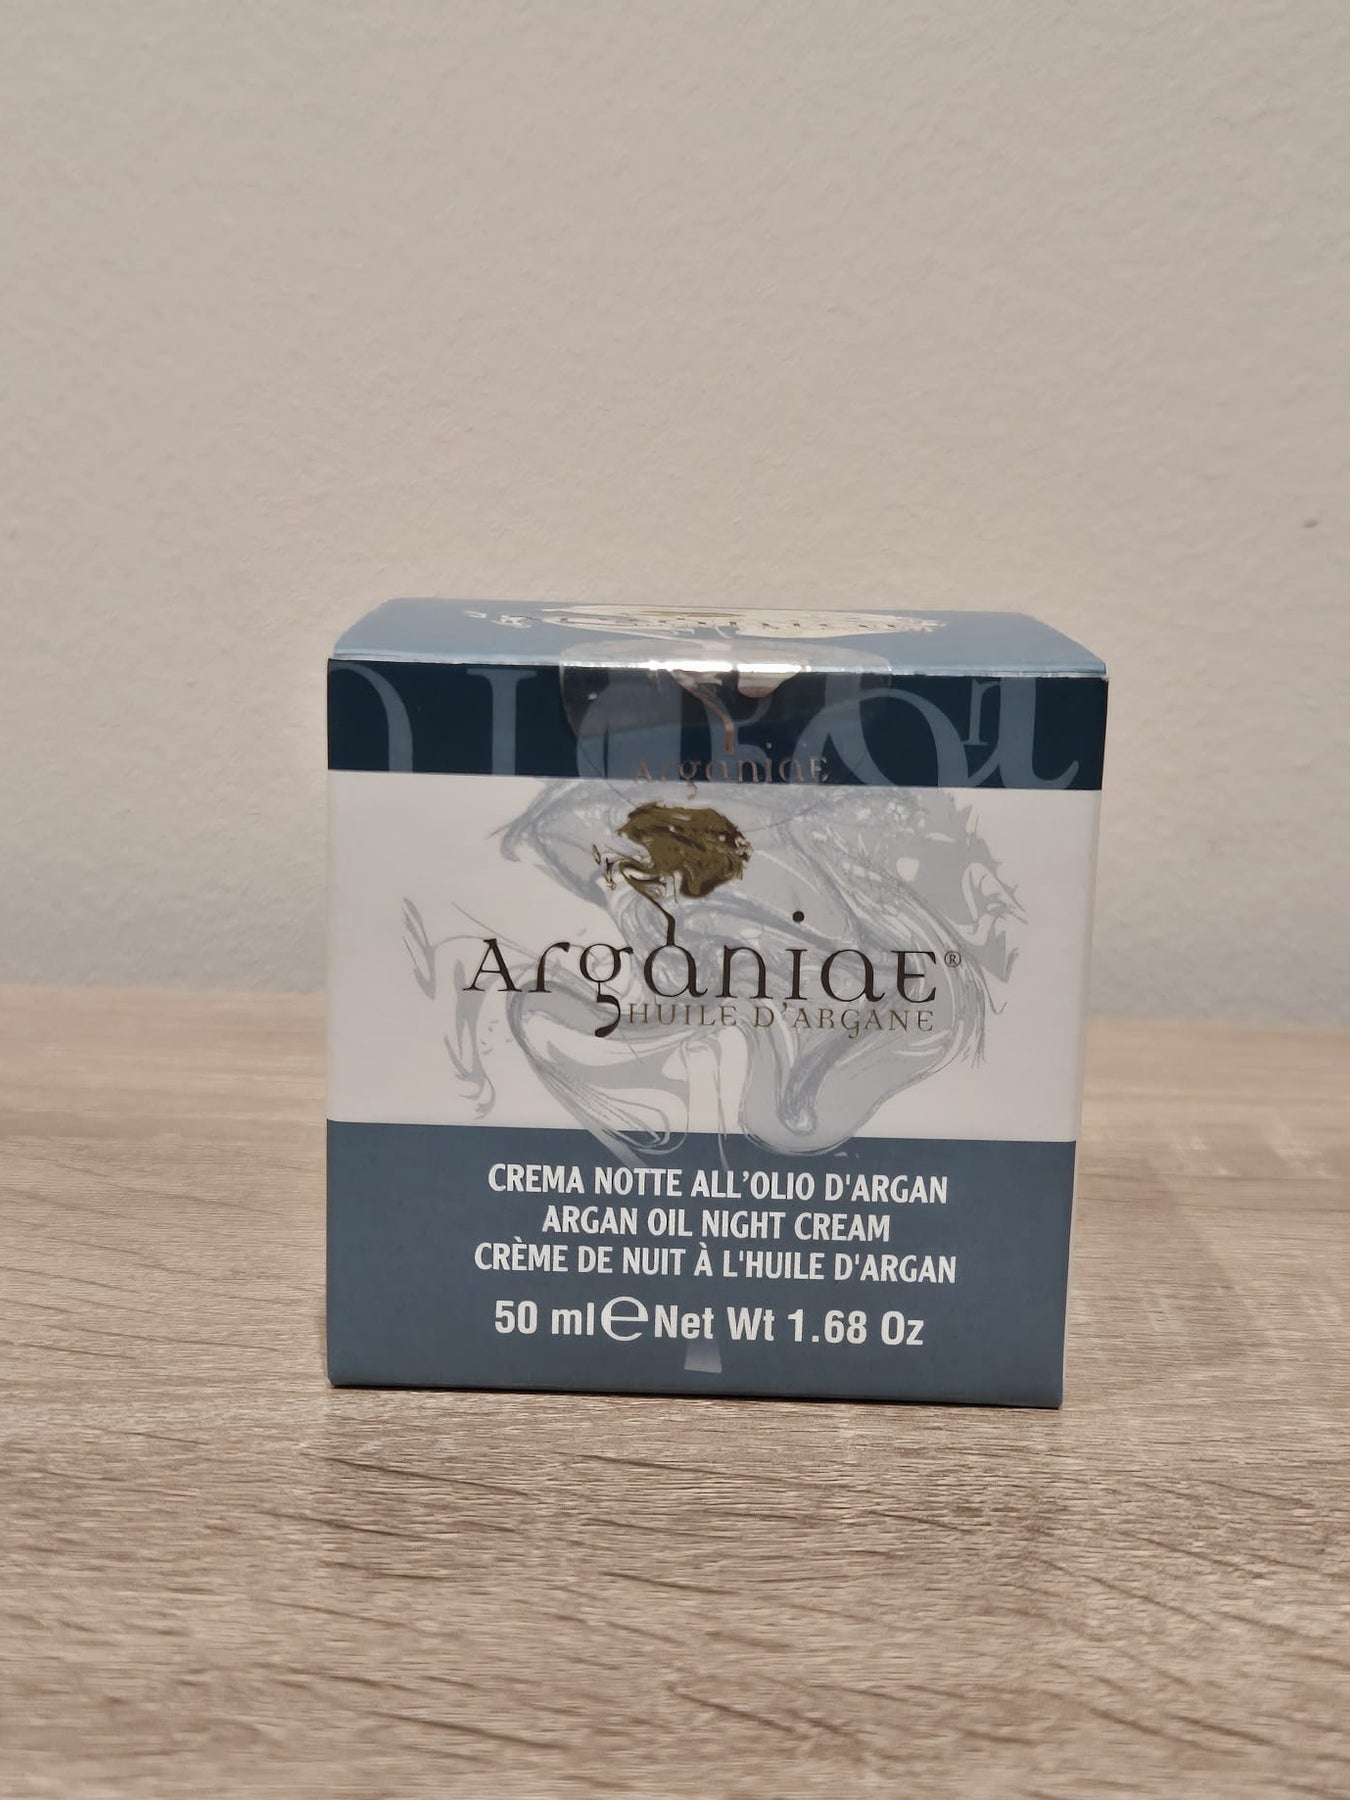 Arganiae
Arganiae®
HUILE D'ARGANE
CREMA NOTTE ALL'OLIO D'ARGAN
ARGAN OIL NIGHT CREAM
CRÈME DE NUIT À L'HUILE D'ARGAN
50 ml ℮ Net Wt 1.68 Oz